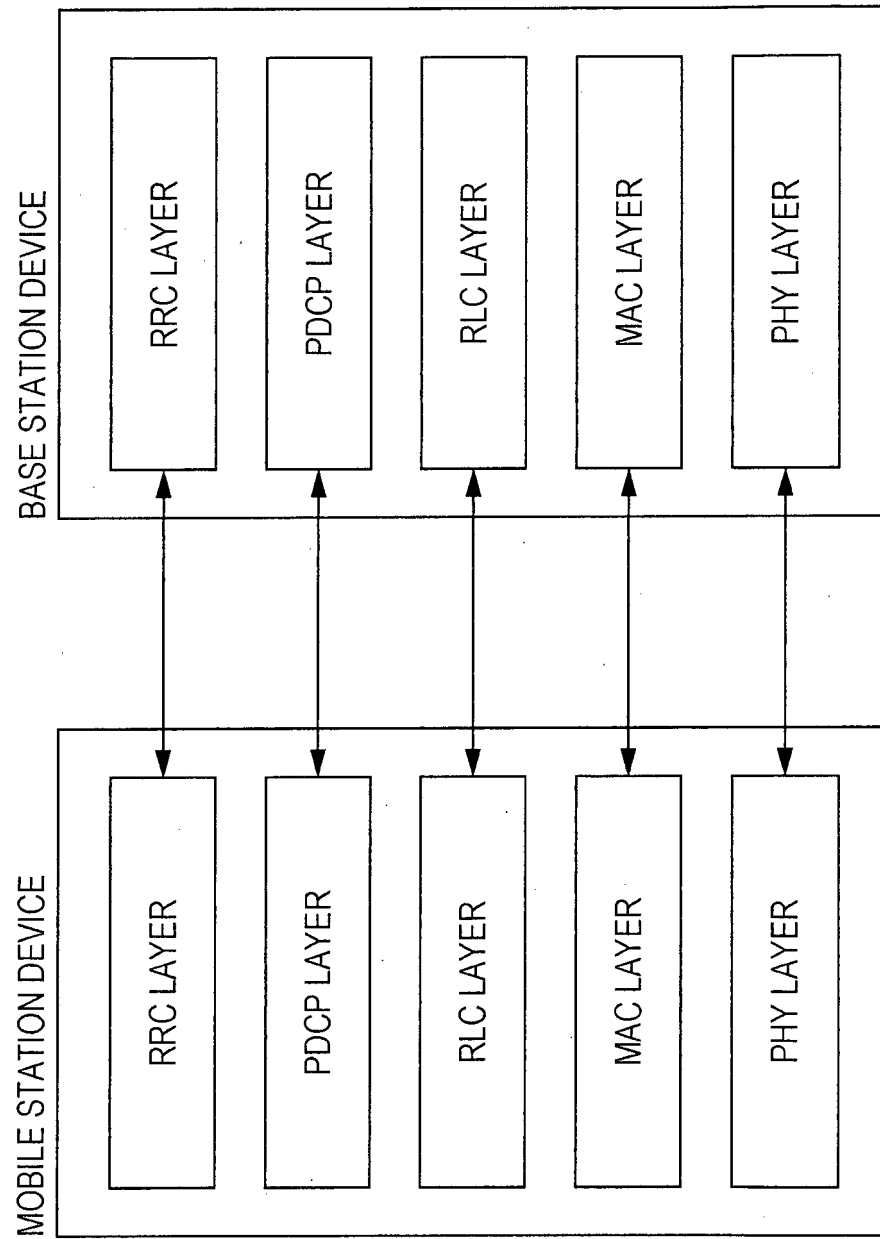 MOBILE STATION DEVICE
RRC LAYER
PDCP LAYER
RLC LAYER
MAC LAYER
PHY LAYER
BASE STATION DEVICE
RRC LAYER
PDCP LAYER
RLC LAYER
MAC LAYER
PHY LAYER